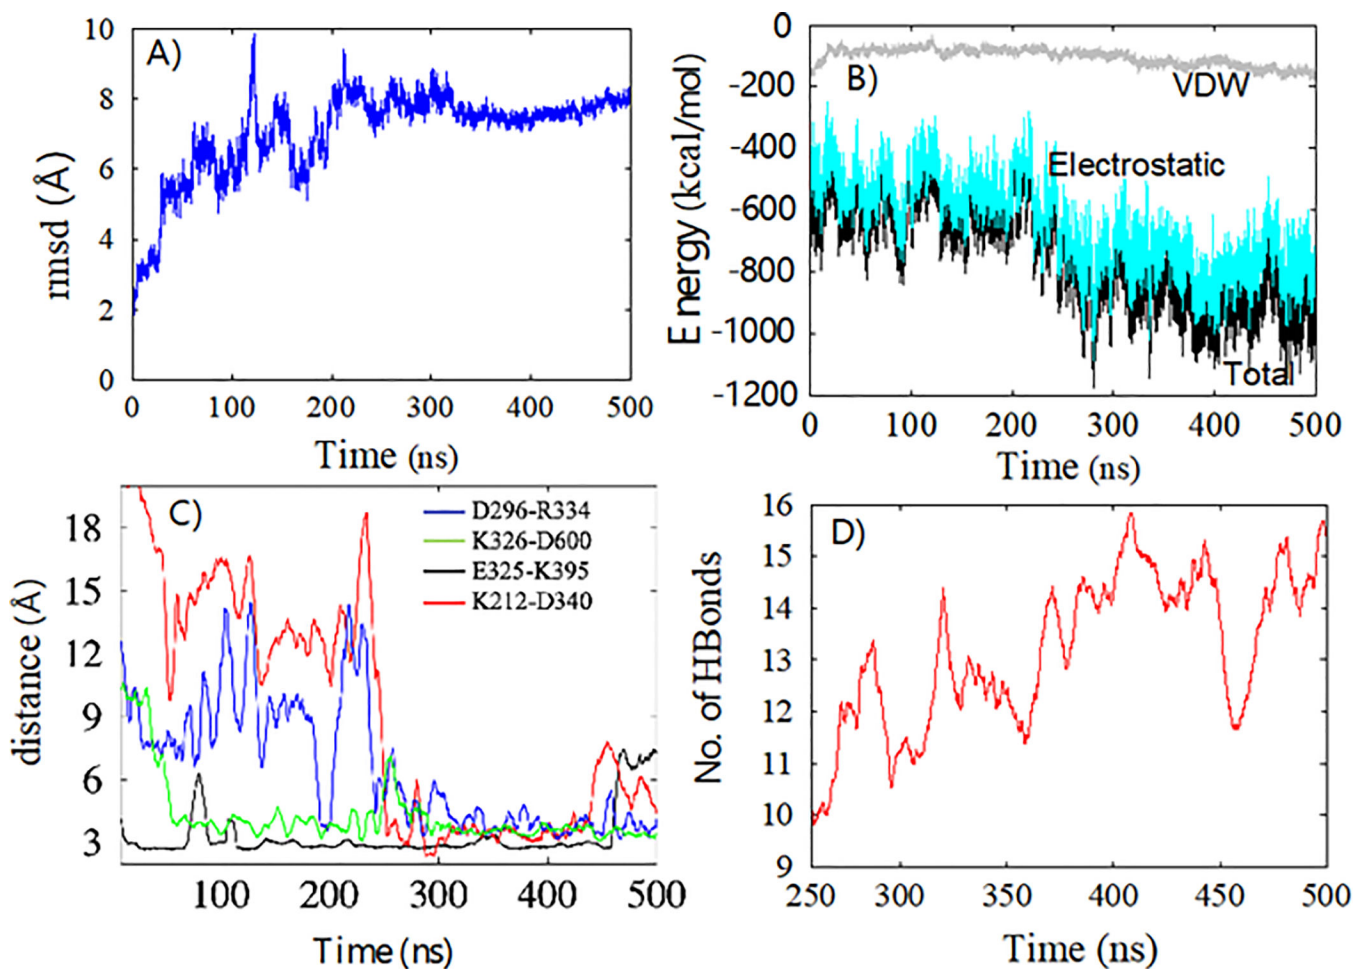 A)
10
8
6
4
2
0
rmsd (Å)
0 100 200 300 400 500
Time (ns)
B)
-0
-200
-400
-600
-800
-1000
-1200
Energy (kcal/mol)
VDW
Electrostatic
Total
0 100 200 300 400 500
Time (ns)
C)
18
15
12
9
6
3
distance (Å)
D296-R334
K326-D600
E325-K395
K212-D340
100 200 300 400 500
Time (ns)
D)
16
15
14
13
12
11
10
9
No. of HBonds
250 300 350 400 450 500
Time (ns)